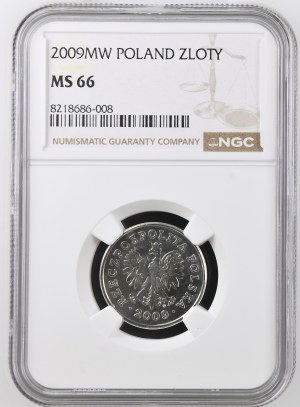 2009MW POLAND ZLOTY
MS 66
8218686-008
NUMISMATIC GUARANTY COMPANY NGC
RZECZPOSPOLITA POLSKA
2009